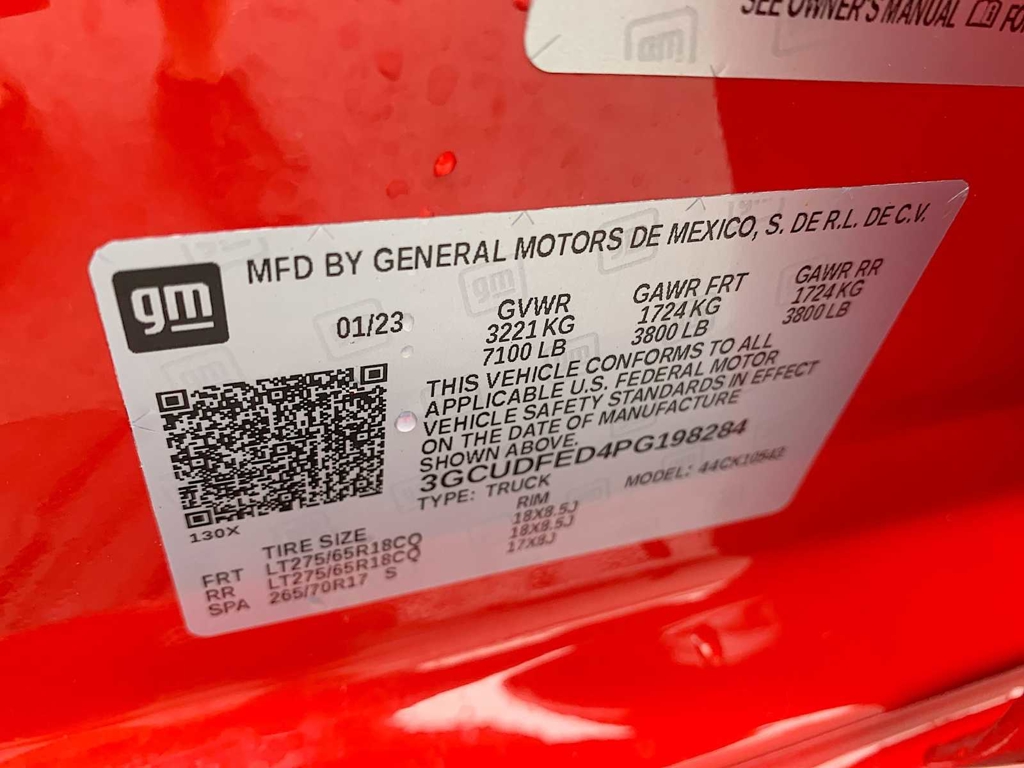 SEE OWNER'S MANUAL FOR
gm
MFD BY GENERAL MOTORS DE MEXICO, S. DE R.L. DE C.V.
01/23
GVWR GAWR FRT GAWR RR
3221 KG 1724 KG 1724 KG
7100 LB 3800 LB 3800 LB
THIS VEHICLE CONFORMS TO ALL
APPLICABLE U.S. FEDERAL MOTOR
VEHICLE SAFETY STANDARDS IN EFFECT
ON THE DATE OF MANUFACTURE
SHOWN ABOVE.
3GCUDFED4PG198284
TYPE: TRUCK MODEL: 44CK10543
130X
TIRE SIZE RIM
FRT LT275/65R18CQ 18X8.5J
RR LT275/65R18CQ 18X8.5J
SPA 265/70R17 S 17X8J